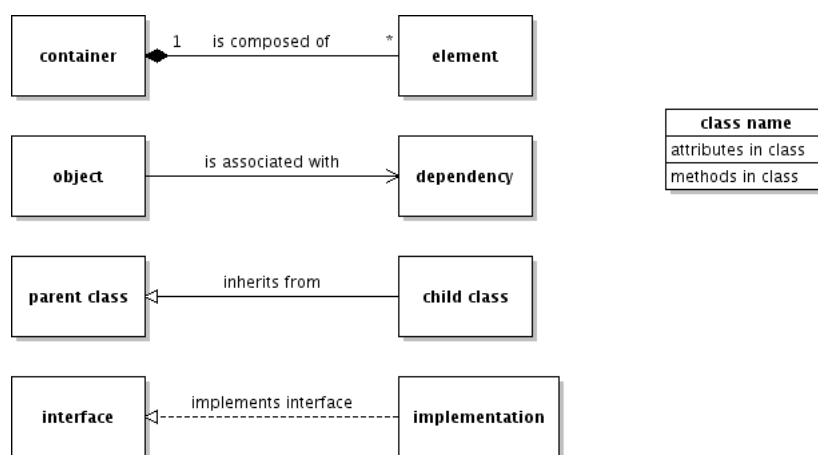 container
1
is composed of
*
element
class name
attributes in class
methods in class
object
is associated with
dependency
parent class
inherits from
child class
interface
implements interface
implementation